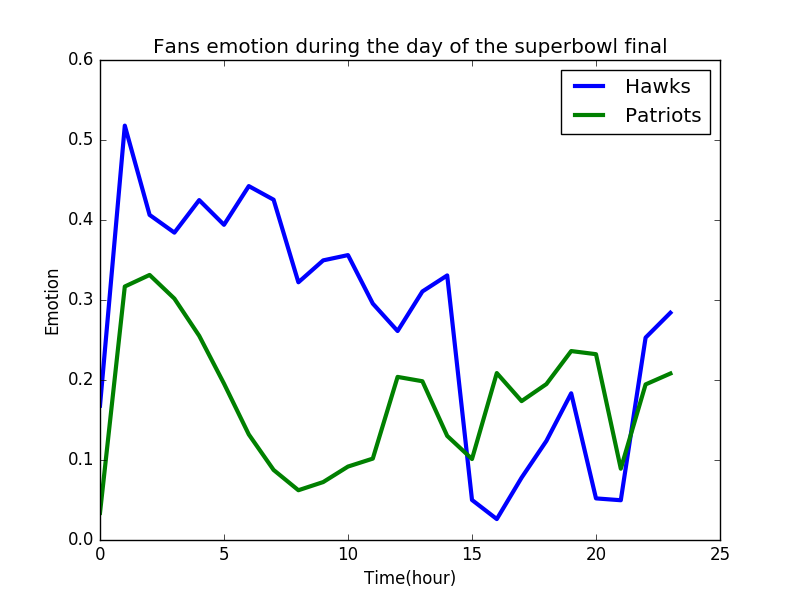 Fans emotion during the day of the superbowl final
Hawks
Patriots
0.6
0.5
0.4
0.3
0.2
0.1
0.0
Emotion
0 5 10 15 20 25
Time(hour)